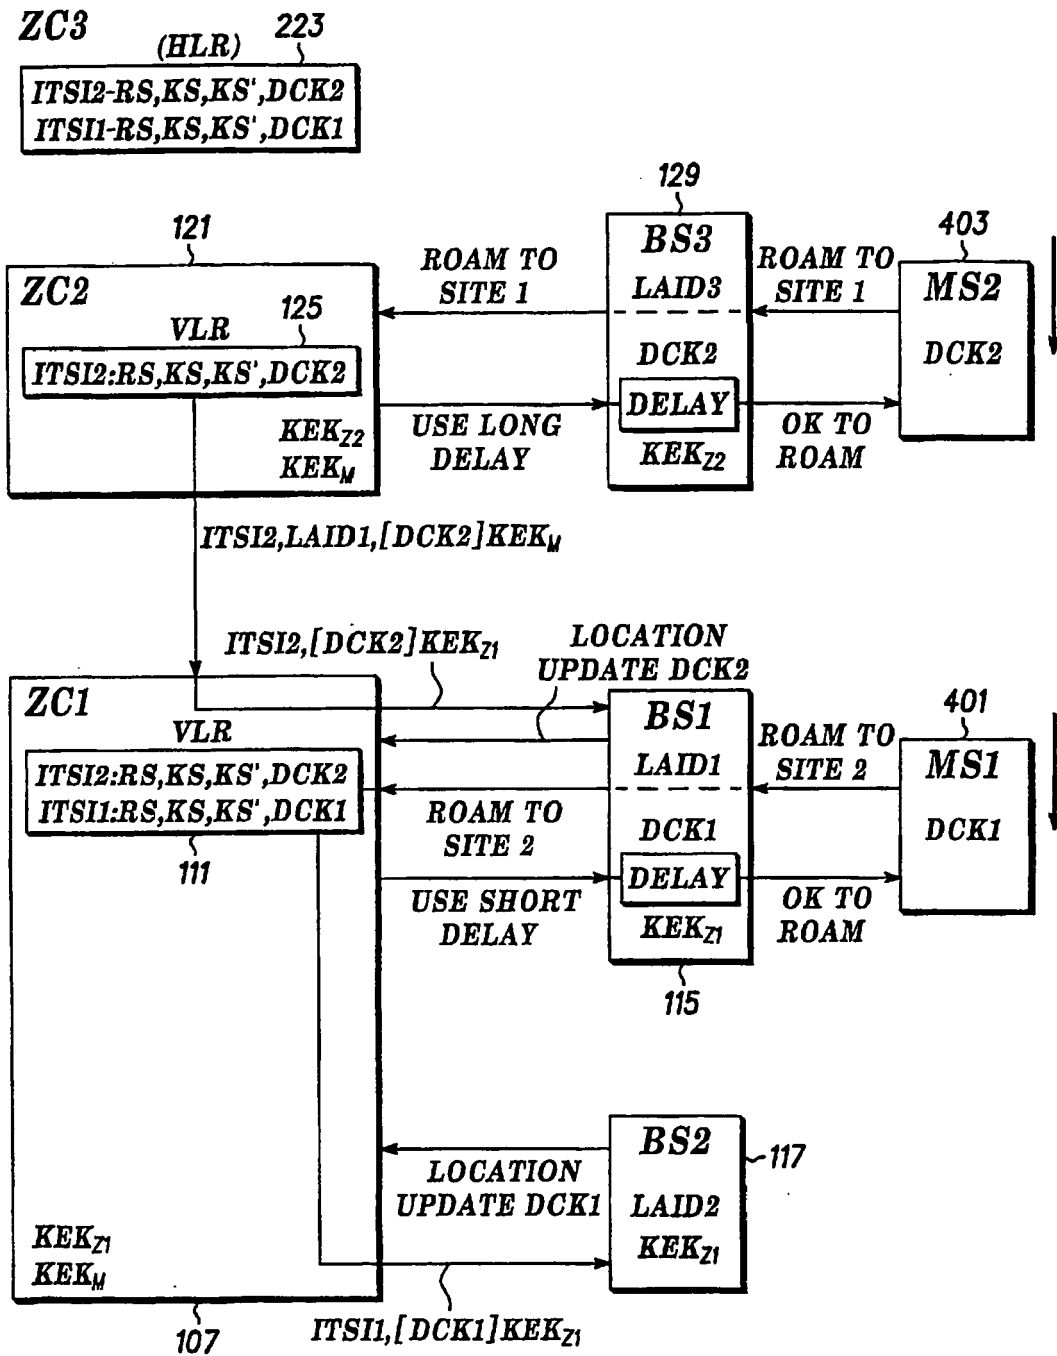 ZC3
(HLR)
223
ITSI2-RS,KS,KS',DCK2
ITSI1-RS,KS,KS',DCK1
121
ZC2
VLR
125
ITSI2:RS,KS,KS',DCK2
KEKZ2
KEKM
ROAM TO
SITE 1
USE LONG
DELAY
129
BS3
LAID3
DCK2
DELAY
KEKZ2
ROAM TO
SITE 1
OK TO
ROAM
403
MS2
DCK2
ITSI2,LAID1,[DCK2]KEKM
ITSI2,[DCK2]KEKZ1
LOCATION
UPDATE DCK2
ZC1
VLR
ITSI2:RS,KS,KS',DCK2
ITSI1:RS,KS,KS',DCK1
111
ROAM TO
SITE 2
USE SHORT
DELAY
BS1
LAID1
DCK1
DELAY
KEKZ1
115
ROAM TO
SITE 2
OK TO
ROAM
401
MS1
DCK1
LOCATION
UPDATE DCK1
BS2
LAID2
KEKZ1
117
KEKZ1
KEKM
107
ITSI1,[DCK1]KEKZ1